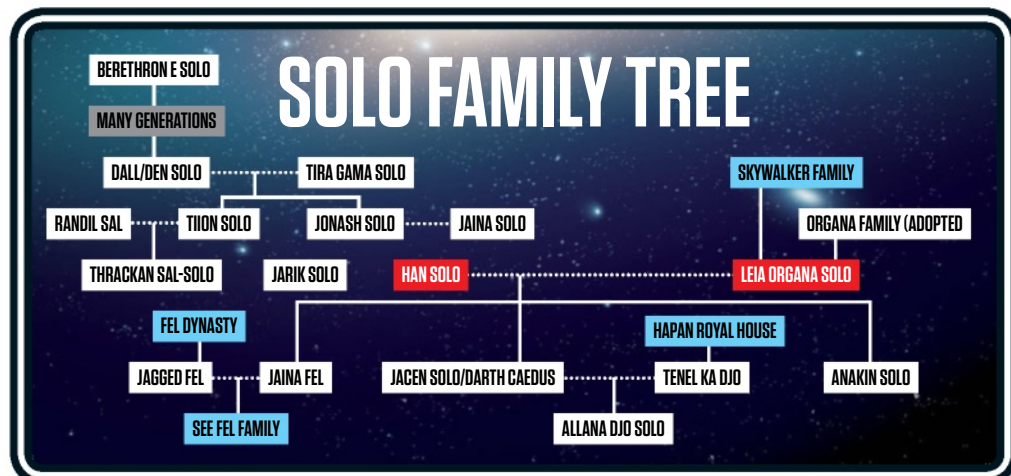 BERETHRON E SOLO
SOLO FAMILY TREE
MANY GENERATIONS
DALL/DEN SOLO
TIRA GAMA SOLO
SKYWALKER FAMILY
RANDIL SAL
TIION SOLO
JONASH SOLO
JAINA SOLO
ORGANA FAMILY (ADOPTED
THRACKAN SAL-SOLO
JARIK SOLO
HAN SOLO
LEIA ORGANA SOLO
FEL DYNASTY
HAPAN ROYAL HOUSE
JAGGED FEL
JAINA FEL
JACEN SOLO/DARTH CAEDUS
TENEL KA DJO
ANAKIN SOLO
SEE FEL FAMILY
ALLANA DJO SOLO